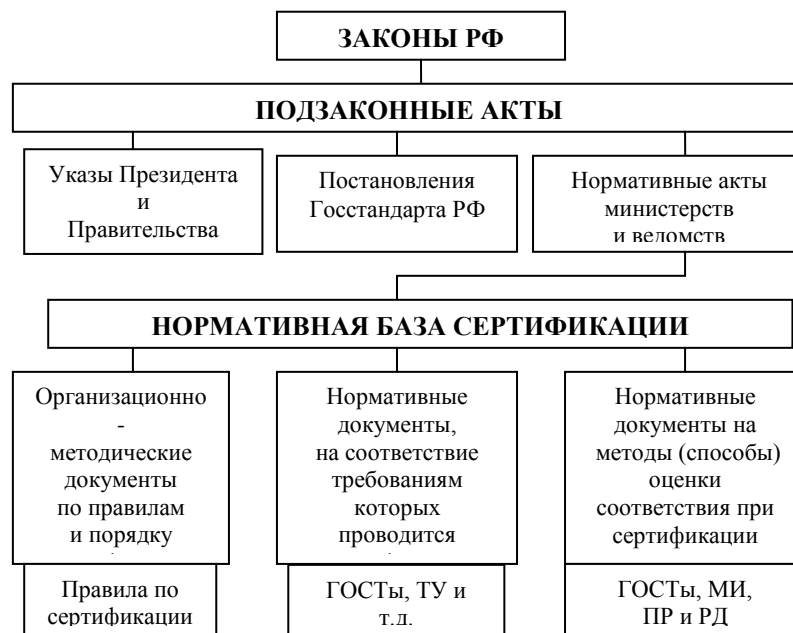 ЗАКОНЫ РФ
ПОДЗАКОННЫЕ АКТЫ
Указы Президента
и
Правительства
Постановления
Госстандарта РФ
Нормативные акты
министерств
и ведомств
НОРМАТИВНАЯ БАЗА СЕРТИФИКАЦИИ
Организационно
-
методические
документы
по правилам
и порядку
Нормативные
документы,
на соответствие
требованиям
которых
проводится
Нормативные
документы на
методы (способы)
оценки
соответствия при
сертификации
Правила по
сертификации
ГОСТы, ТУ и
т.д.
ГОСТы, МИ,
ПР и РД